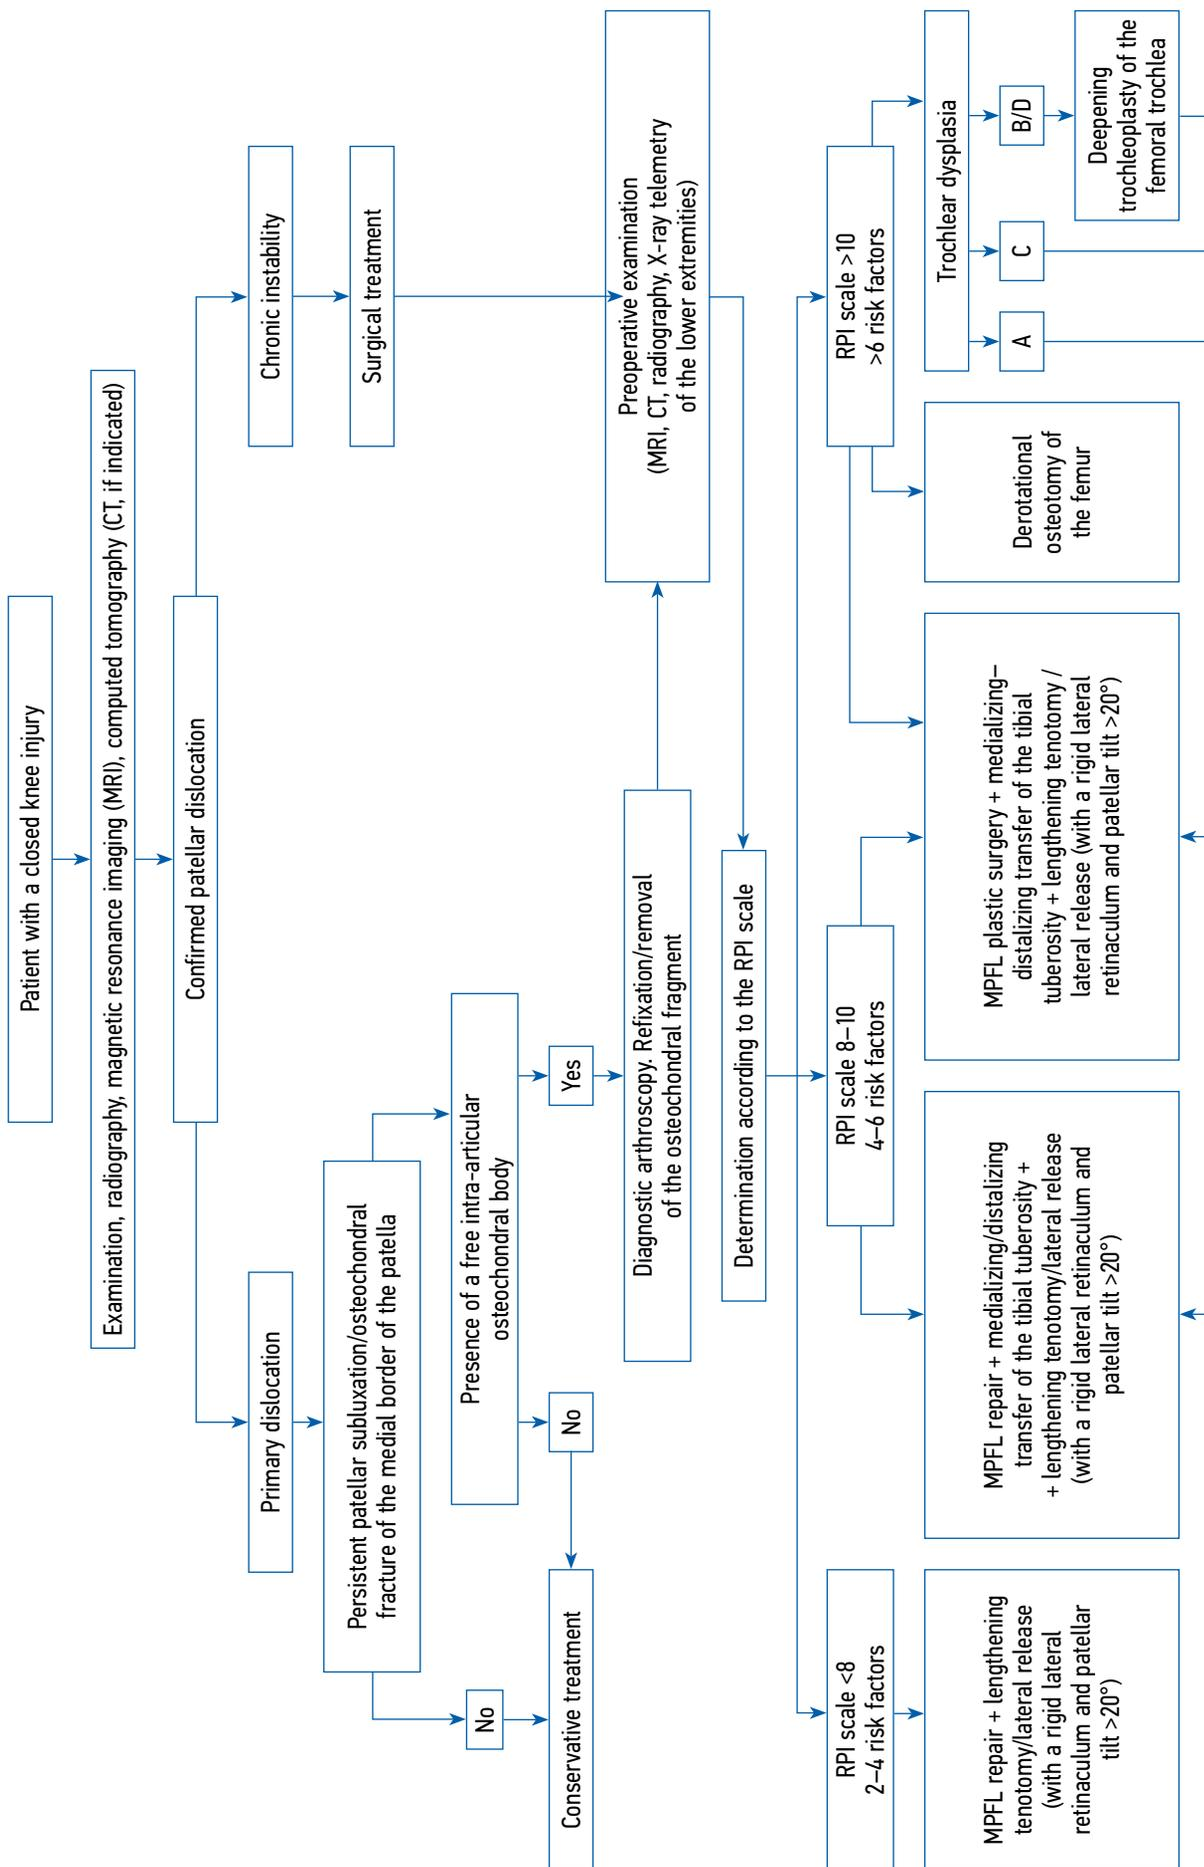 Patient with a closed knee injury
Examination, radiography, magnetic resonance imaging (MRI), computed tomography (CT, if indicated)
Confirmed patellar dislocation
Primary dislocation
Chronic instability
Persistent patellar subluxation/osteochondral
fracture of the medial border of the patella
Surgical treatment
Presence of a free intra-articular
osteochondral body
No
No
Yes
Conservative treatment
Diagnostic arthroscopy. Refixation/removal
of the osteochondral fragment
Preoperative examination
(MRI, CT, radiography, X-ray telemetry
of the lower extremities)
Determination according to the RPI scale
RPI scale <8
2–4 risk factors
RPI scale 8–10
4–6 risk factors
RPI scale >10
>6 risk factors
MPFL repair + lengthening
tenotomy/lateral release
(with a rigid lateral
retinaculum and patellar
tilt >20°)
MPFL repair + medializing/distalizing
transfer of the tibial tuberosity +
+ lengthening tenotomy/lateral release
(with a rigid lateral retinaculum and
patellar tilt >20°)
MPFL plastic surgery + medializing–
distalizing transfer of the tibial
tuberosity + lengthening tenotomy /
lateral release (with a rigid lateral
retinaculum and patellar tilt >20°)
Derotational
osteotomy of
the femur
Trochlear dysplasia
A
C
B/D
Deepening
trochleoplasty of the
femoral trochlea